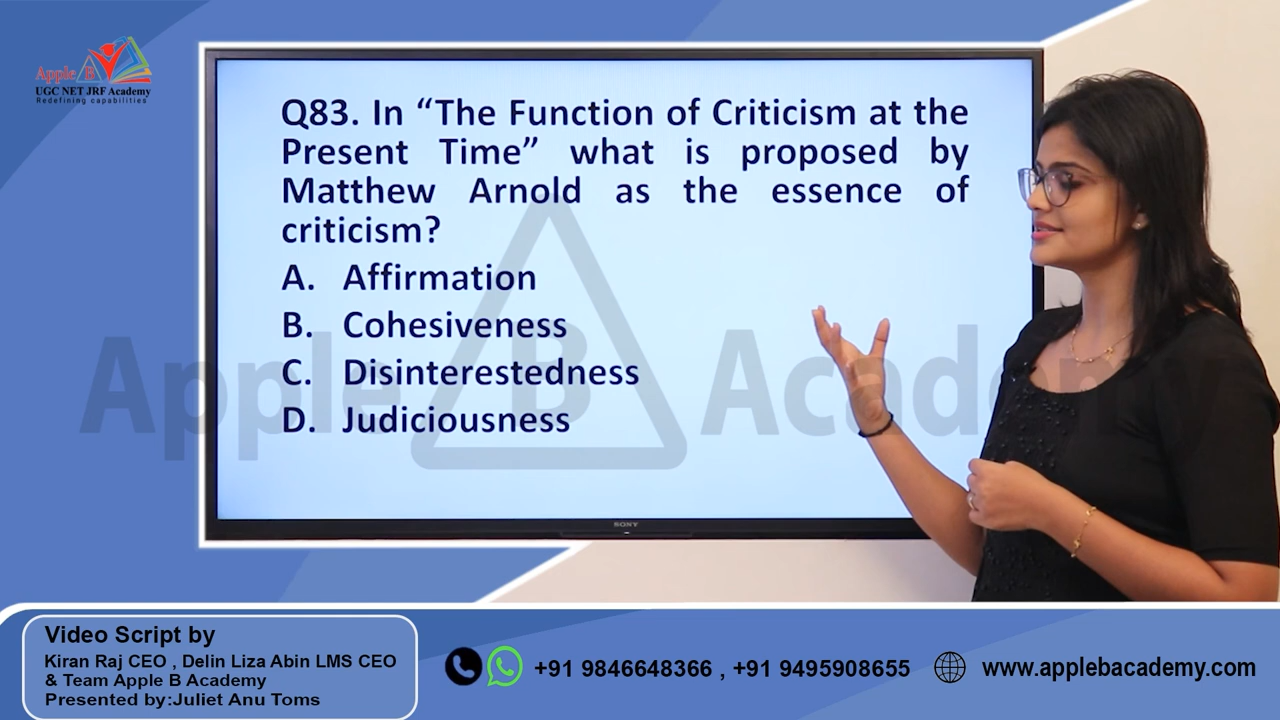 Apple B
UGC NET JRF Academy
Redefining capabilities
Q83. In “The Function of Criticism at the
Present Time” what is proposed by
Matthew Arnold as the essence of
criticism?
A. Affirmation
B. Cohesiveness
C. Disinterestedness
D. Judiciousness
Apple B Academy
SONY
Video Script by
Kiran Raj CEO , Delin Liza Abin LMS CEO
& Team Apple B Academy
Presented by:Juliet Anu Toms
+91 9846648366 , +91 9495908655
www.applebacademy.com